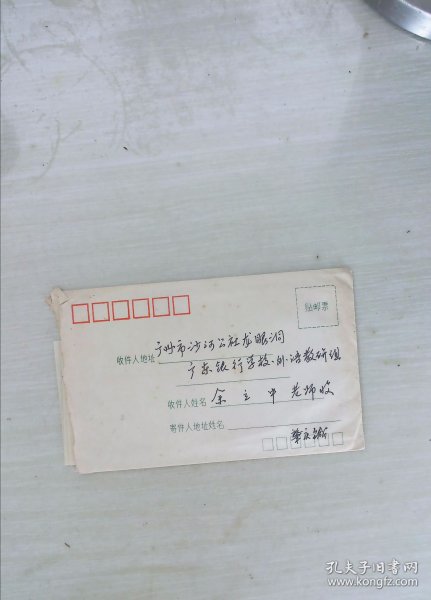 贴邮票
收件人地址 广州市沙河公社龙眼洞
广东银行学校外语教研组
收件人姓名 余立中老师收
寄件人地址姓名
孔夫子旧书网
www.kongfz.com